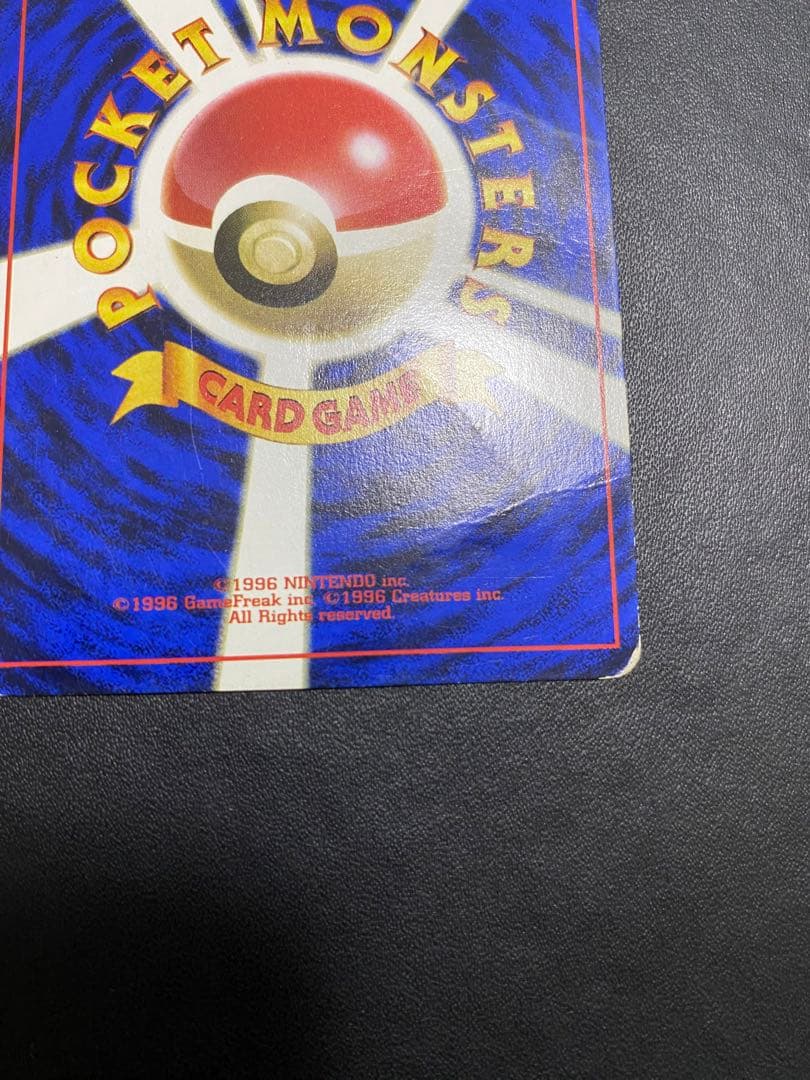 POCKET MONSTERS
CARD GAME
©1996 NINTENDO inc.
©1996 GameFreak inc. ©1996 Creatures inc.
All Rights reserved.